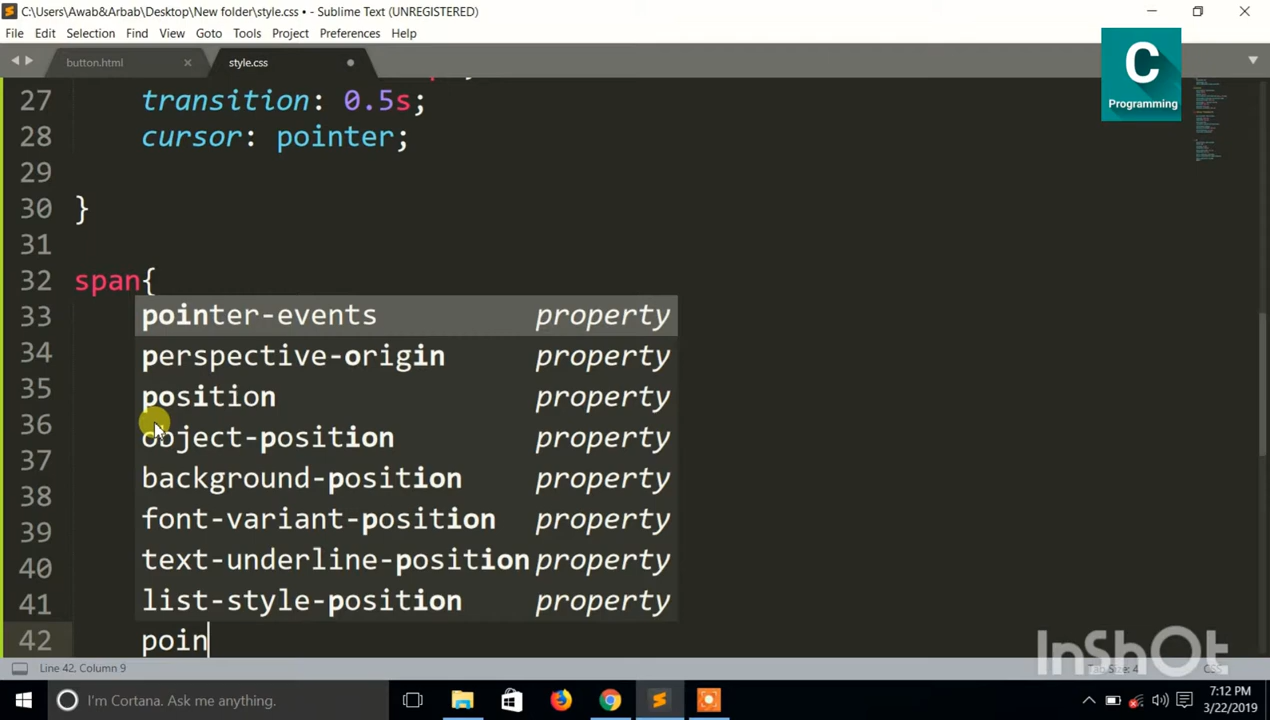 C:\Users\Awab&Arbab\Desktop\New folder\style.css • - Sublime Text (UNREGISTERED)
File Edit Selection Find View Goto Tools Project Preferences Help
button.html style.css
C
Programming
27 transition: 0.5s;
28 cursor: pointer;
29
30 }
31
32 span{
33 pointer-events property
34 perspective-origin property
35 position property
36 object-position property
37 background-position property
38 font-variant-position property
39 text-underline-position property
40 list-style-position property
41
42 poin
InShOt
Line 42, Column 9 Tab Size: 4 CSS
I'm Cortana. Ask me anything. 7:12 PM
3/22/2019